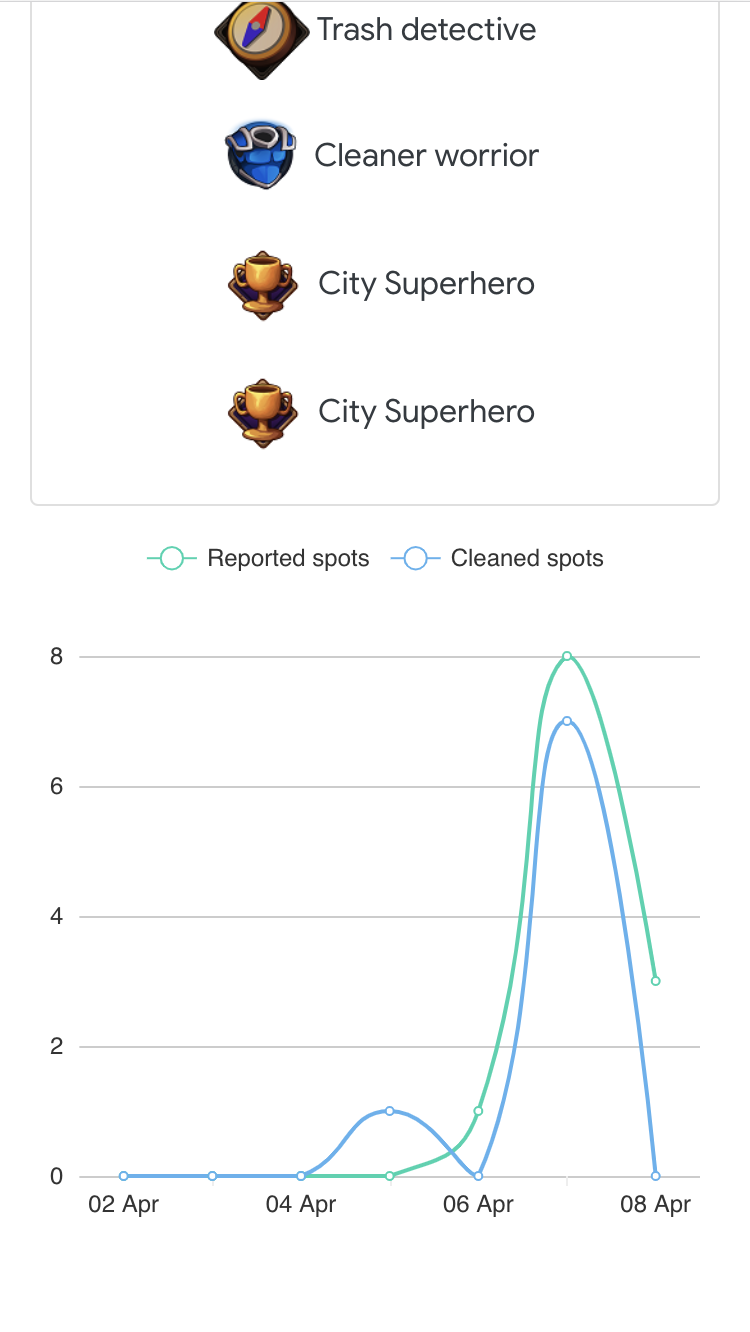 Trash detective
Cleaner worrior
City Superhero
City Superhero
Reported spots Cleaned spots
8
6
4
2
0
02 Apr 04 Apr 06 Apr 08 Apr